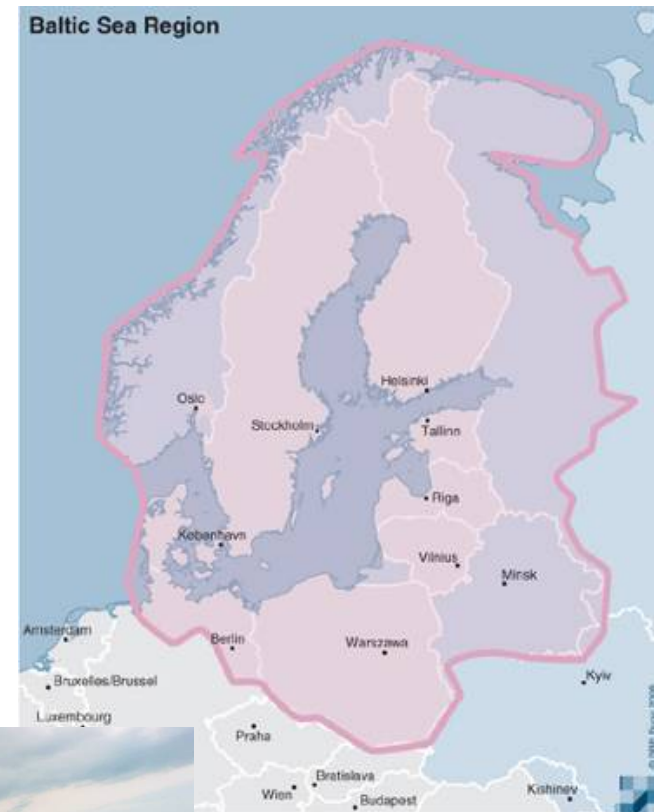 Baltic Sea Region
Helsinki
Oslo
Stockholm
Tallinn
Riga
København
Vilnius
Minsk
Amsterdam
Berlin
Warszawa
Bruxelles/Brussel
Kyiv
Luxembourg
Praha
Bratislava
Wien
Kishinev
Budapest